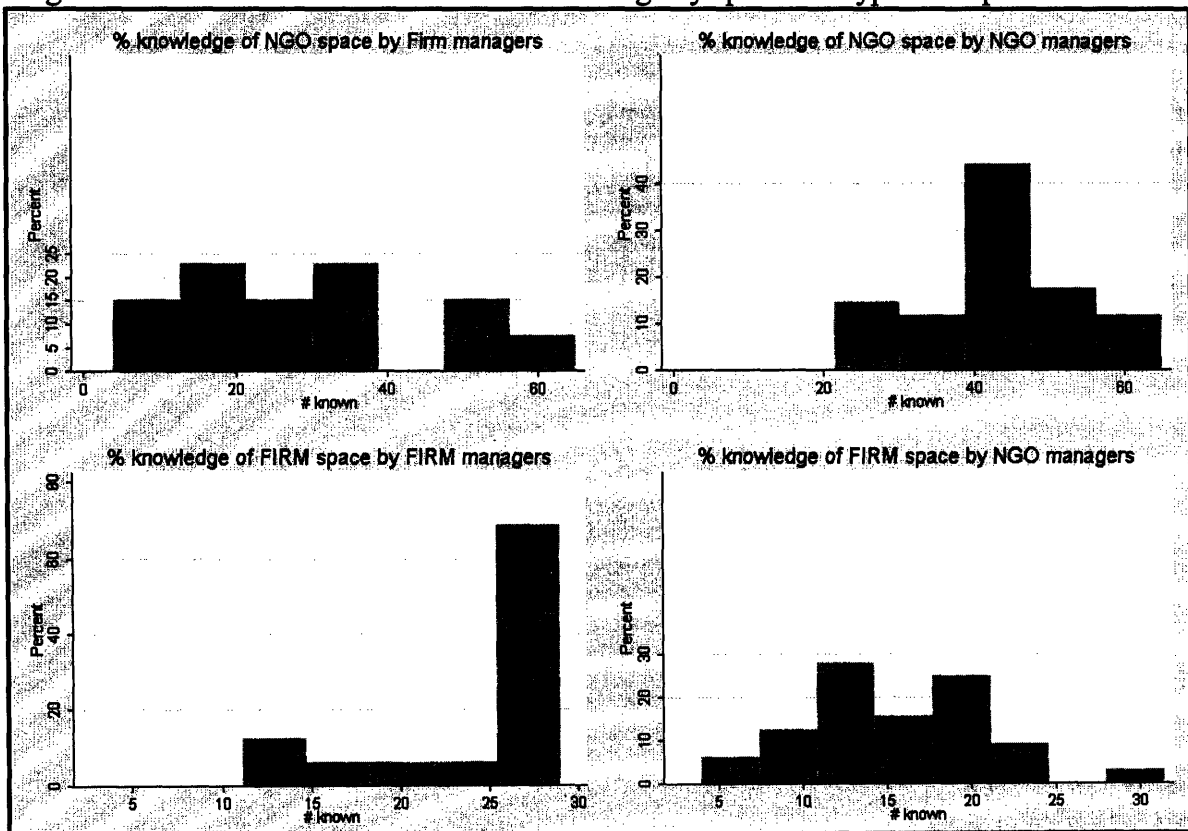 % knowledge of NGO space by Firm managers
Percent
25
20
15
10
5
0
0 20 40 60
# known
% knowledge of NGO space by NGO managers
Percent
40
30
20
10
0
0 20 40 60
# known
% knowledge of FIRM space by FIRM managers
Percent
80
60
40
20
0
5 10 15 20 25 30
# known
% knowledge of FIRM space by NGO managers
Percent
30
20
10
0
5 10 15 20 25 30
# known